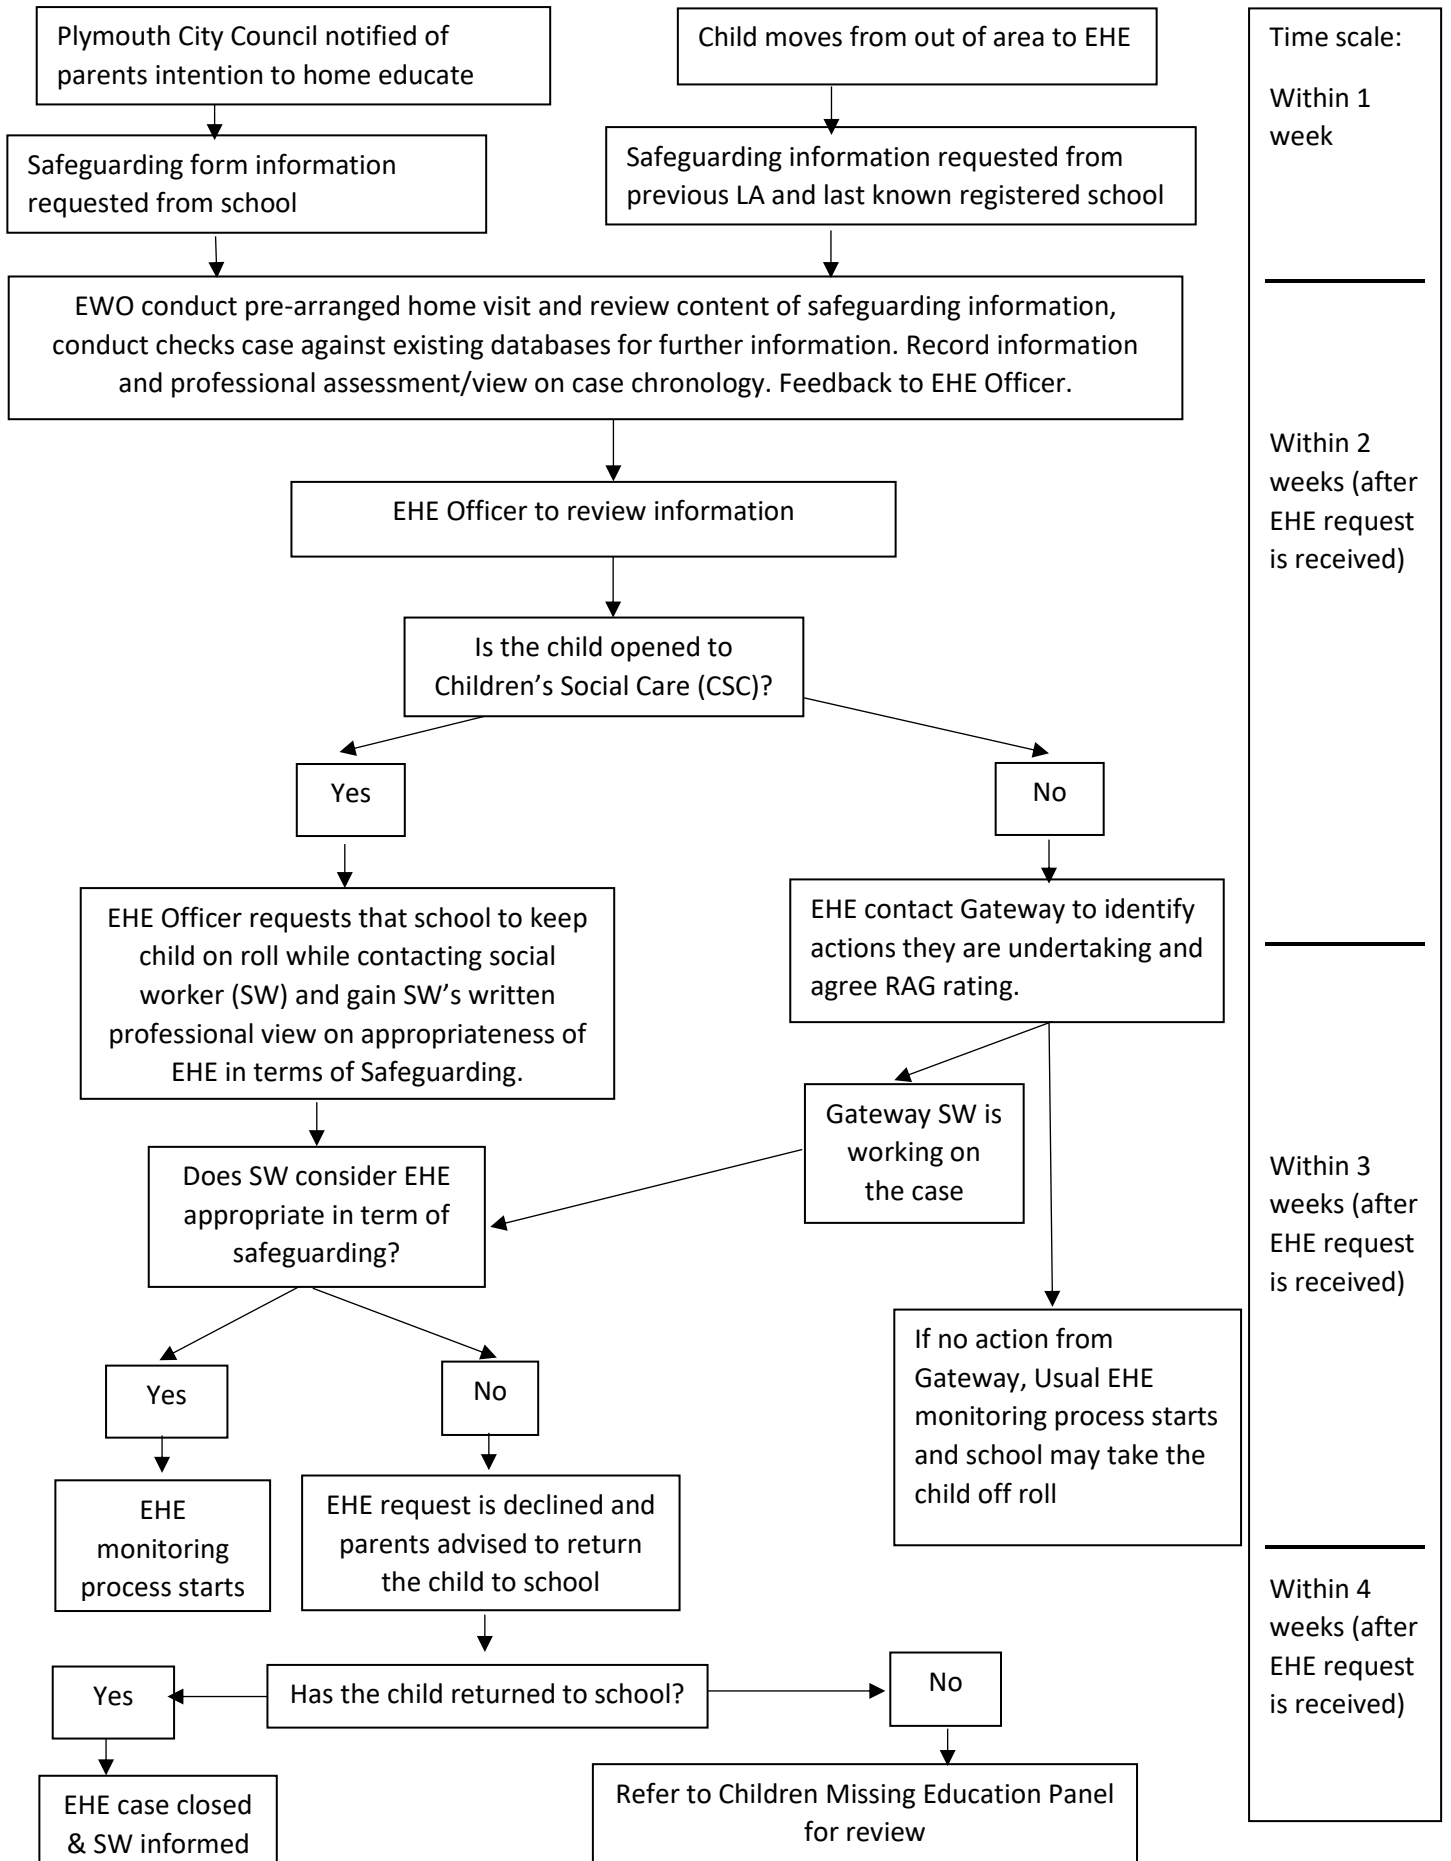 Plymouth City Council notified of
parents intention to home educate
Child moves from out of area to EHE
Safeguarding form information
requested from school
Safeguarding information requested from
previous LA and last known registered school
EWO conduct pre-arranged home visit and review content of safeguarding information,
conduct checks case against existing databases for further information. Record information
and professional assessment/view on case chronology. Feedback to EHE Officer.
EHE Officer to review information
Is the child opened to
Children’s Social Care (CSC)?
Yes
No
EHE Officer requests that school to keep
child on roll while contacting social
worker (SW) and gain SW’s written
professional view on appropriateness of
EHE in terms of Safeguarding.
EHE contact Gateway to identify
actions they are undertaking and
agree RAG rating.
Gateway SW is
working on
the case
Does SW consider EHE
appropriate in term of
safeguarding?
If no action from
Gateway, Usual EHE
monitoring process starts
and school may take the
child off roll
Yes
No
EHE
monitoring
process starts
EHE request is declined and
parents advised to return
the child to school
Yes
Has the child returned to school?
No
EHE case closed
& SW informed
Refer to Children Missing Education Panel
for review
Time scale:
Within 1
week
Within 2
weeks (after
EHE request
is received)
Within 3
weeks (after
EHE request
is received)
Within 4
weeks (after
EHE request
is received)